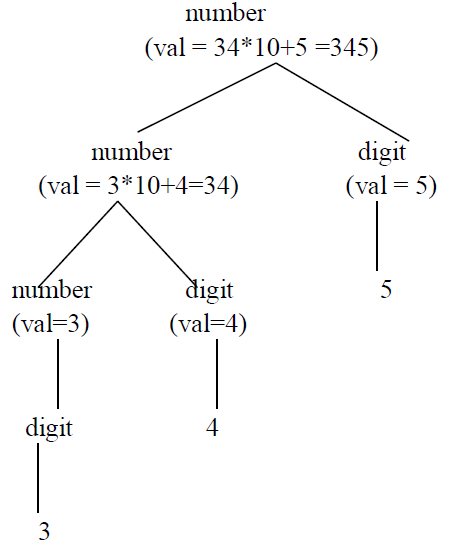 number
(val = 34*10+5 =345)
number
digit
(val = 3*10+4=34)
(val = 5)
number
digit
5
(val=3)
(val=4)
digit
4
3